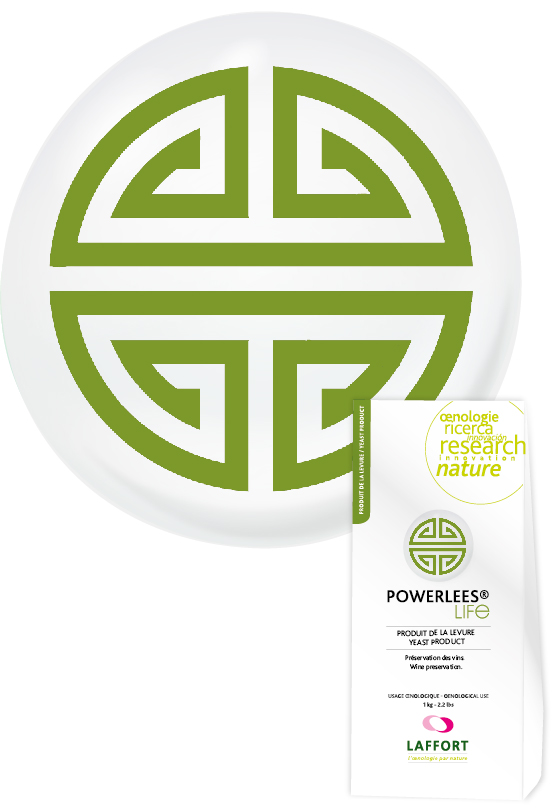 PRODUIT DE LA LEVURE / YEAST PRODUCT
œnologie
ricerca
innovación
research
innovation
nature
POWERLEES®
LIFE
PRODUIT DE LA LEVURE
YEAST PRODUCT
Préservation des vins.
Wine preservation.
USAGE ŒNOLOGIQUE - OENOLOGICAL USE
1 kg - 2.2 lbs
LAFFORT
l'œnologie par nature